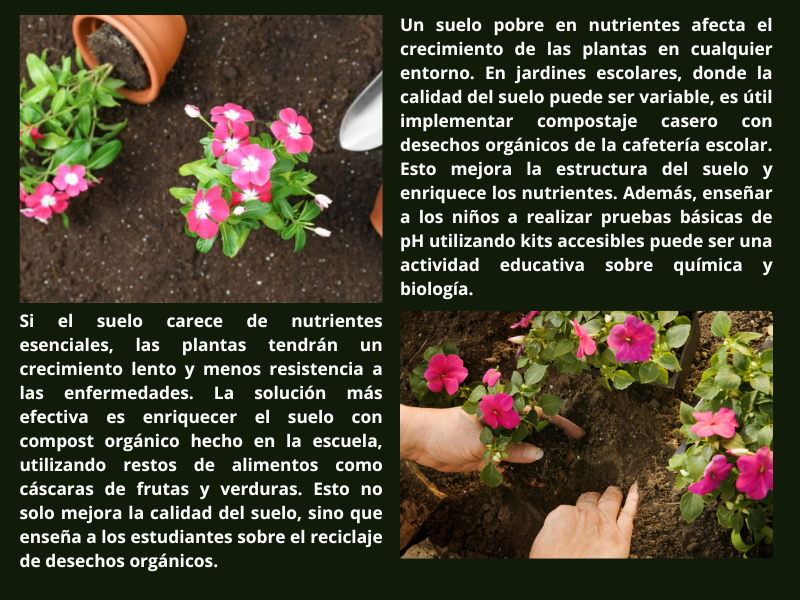 Un suelo pobre en nutrientes afecta el
crecimiento de las plantas en cualquier
entorno. En jardines escolares, donde la
calidad del suelo puede ser variable, es útil
implementar compostaje casero con
desechos orgánicos de la cafetería escolar.
Esto mejora la estructura del suelo y
enriquece los nutrientes. Además, enseñar
a los niños a realizar pruebas básicas de
pH utilizando kits accesibles puede ser una
actividad educativa sobre química y
biología.
Si el suelo carece de nutrientes
esenciales, las plantas tendrán un
crecimiento lento y menos resistencia a
las enfermedades. La solución más
efectiva es enriquecer el suelo con
compost orgánico hecho en la escuela,
utilizando restos de alimentos como
cáscaras de frutas y verduras. Esto no
solo mejora la calidad del suelo, sino que
enseña a los estudiantes sobre el reciclaje
de desechos orgánicos.